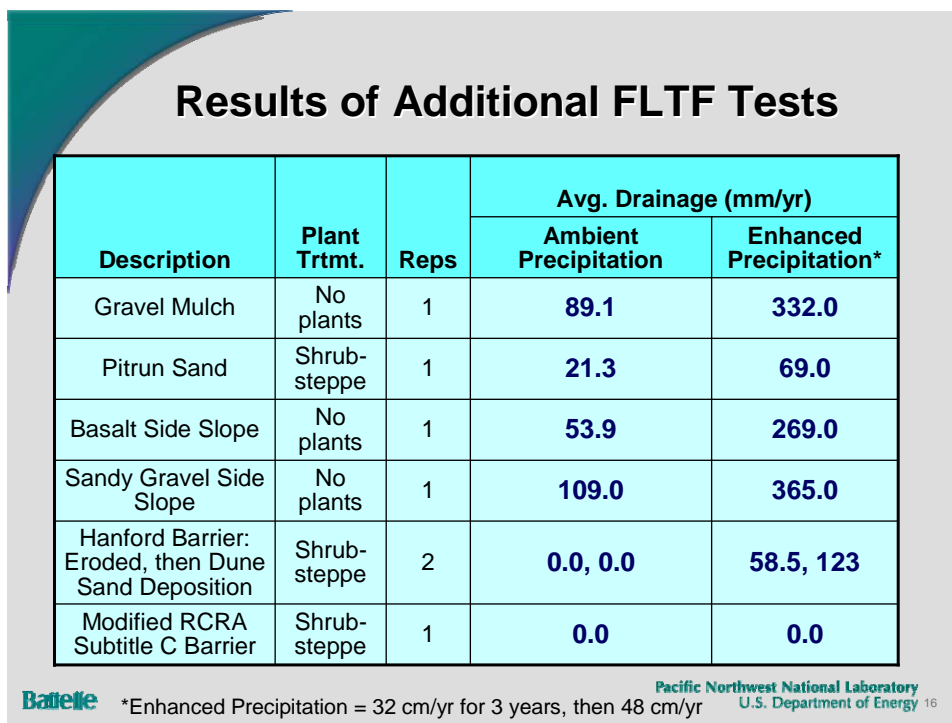 Results of Additional FLTF Tests
Avg. Drainage (mm/yr)
Description
Plant
Trtmt.
Reps
Ambient
Precipitation
Enhanced
Precipitation*
Gravel Mulch
No
plants
1
89.1
332.0
Pitrun Sand
Shrub-
steppe
1
21.3
69.0
Basalt Side Slope
No
plants
1
53.9
269.0
Sandy Gravel Side
Slope
No
plants
1
109.0
365.0
Hanford Barrier:
Eroded, then Dune
Sand Deposition
Shrub-
steppe
2
0.0, 0.0
58.5, 123
Modified RCRA
Subtitle C Barrier
Shrub-
steppe
1
0.0
0.0
Battelle
*Enhanced Precipitation = 32 cm/yr for 3 years, then 48 cm/yr
Pacific Northwest National Laboratory
U.S. Department of Energy 16